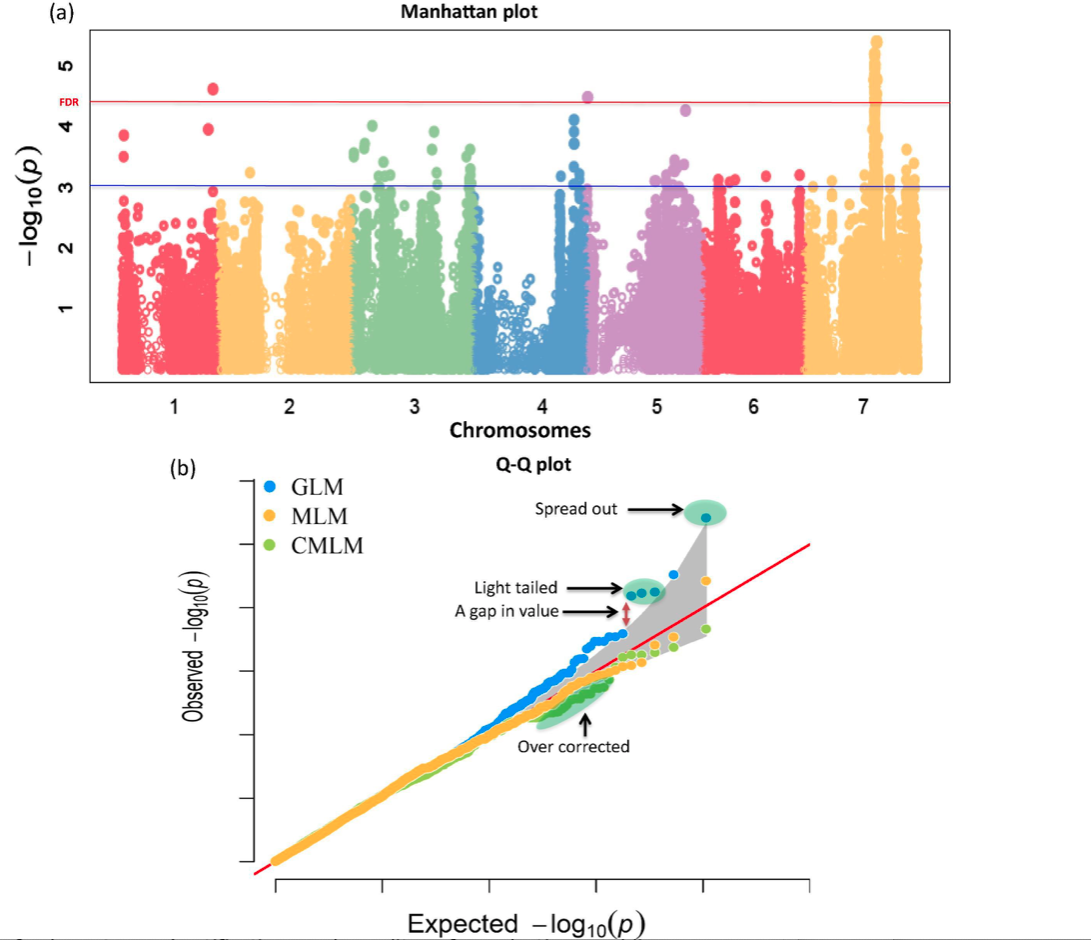 (a)
Manhattan plot
5
FDR
4
3
2
1
−log10(p)
1 2 3 4 5 6 7
Chromosomes
(b)
Q-Q plot
GLM
MLM
CMLM
Spread out
Light tailed
A gap in value
Over corrected
Observed −log10(p)
Expected −log10(p)